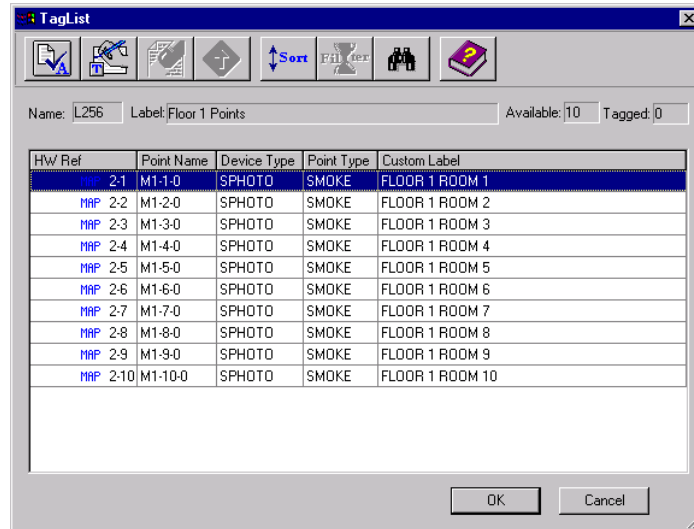 TagList
A T T Sort Filter ?
Name: L256 Label: Floor 1 Points Available: 10 Tagged: 0
HW Ref Point Name Device Type Point Type Custom Label
MAP 2-1 M1-1-0 SPHOTO SMOKE FLOOR 1 ROOM 1
MAP 2-2 M1-2-0 SPHOTO SMOKE FLOOR 1 ROOM 2
MAP 2-3 M1-3-0 SPHOTO SMOKE FLOOR 1 ROOM 3
MAP 2-4 M1-4-0 SPHOTO SMOKE FLOOR 1 ROOM 4
MAP 2-5 M1-5-0 SPHOTO SMOKE FLOOR 1 ROOM 5
MAP 2-6 M1-6-0 SPHOTO SMOKE FLOOR 1 ROOM 6
MAP 2-7 M1-7-0 SPHOTO SMOKE FLOOR 1 ROOM 7
MAP 2-8 M1-8-0 SPHOTO SMOKE FLOOR 1 ROOM 8
MAP 2-9 M1-9-0 SPHOTO SMOKE FLOOR 1 ROOM 9
MAP 2-10 M1-10-0 SPHOTO SMOKE FLOOR 1 ROOM 10
OK Cancel